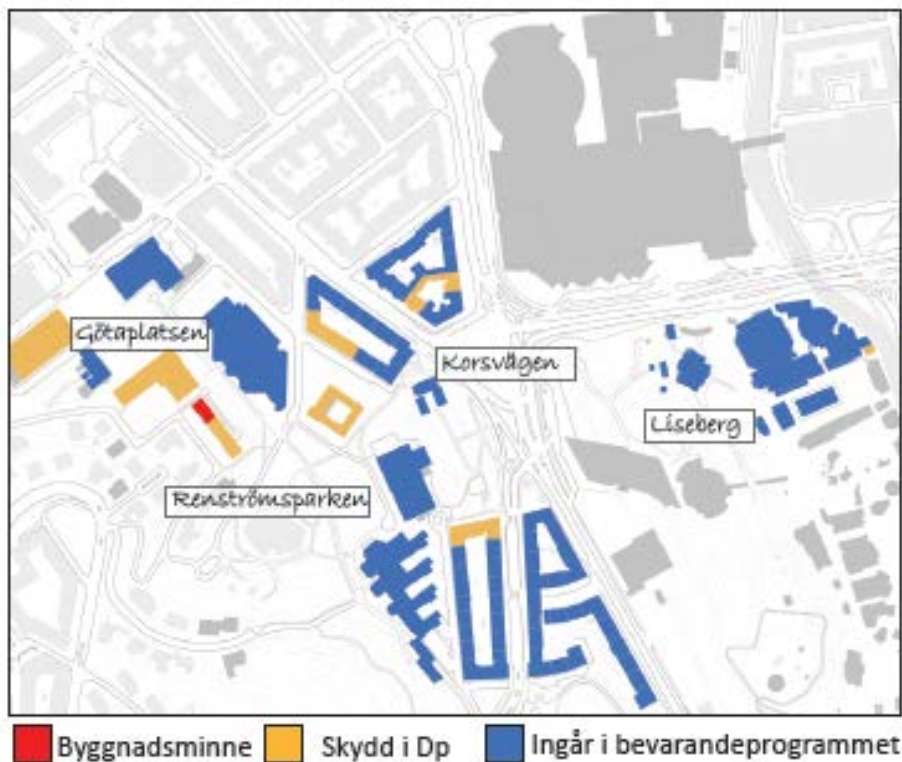 Götaplatsen
Korsvägen
Liseberg
Renströmsparken
Byggnadsminne Skydd i Dp Ingår i bevarandeprogrammet